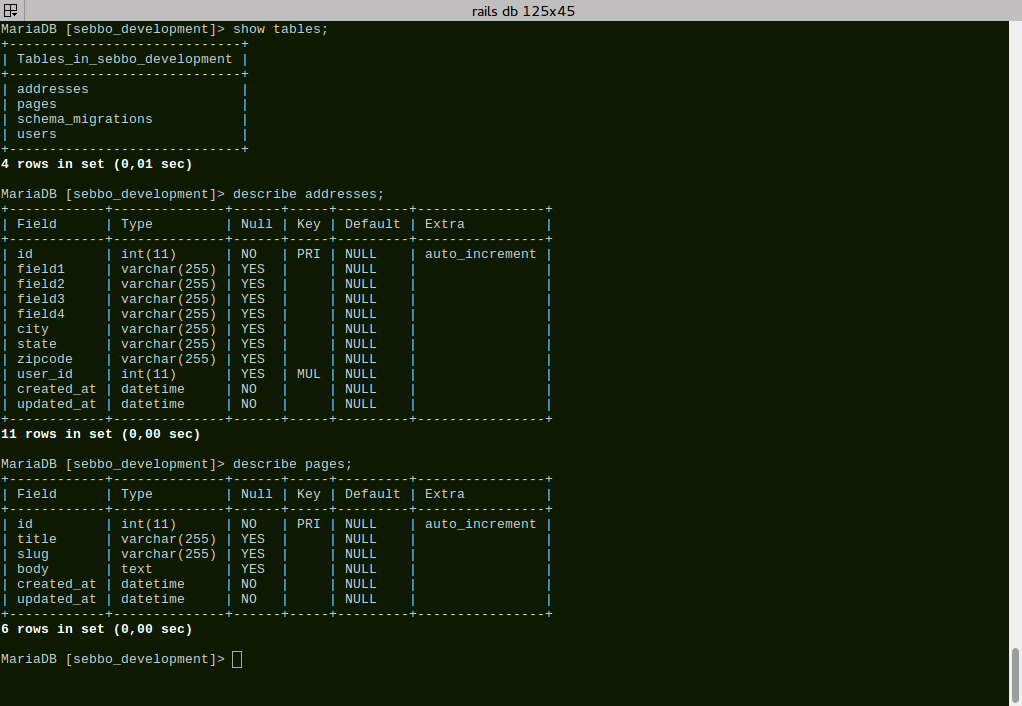 rails db 125x45
MariaDB [sebbo_development]> show tables;
+-----------------------------+
| Tables_in_sebbo_development |
+-----------------------------+
| addresses                   |
| pages                       |
| schema_migrations           |
| users                       |
+-----------------------------+
4 rows in set (0,01 sec)

MariaDB [sebbo_development]> describe addresses;
+------------+--------------+------+-----+---------+----------------+
| Field      | Type         | Null | Key | Default | Extra          |
+------------+--------------+------+-----+---------+----------------+
| id         | int(11)      | NO   | PRI | NULL    | auto_increment |
| field1     | varchar(255) | YES  |     | NULL    |                |
| field2     | varchar(255) | YES  |     | NULL    |                |
| field3     | varchar(255) | YES  |     | NULL    |                |
| field4     | varchar(255) | YES  |     | NULL    |                |
| city       | varchar(255) | YES  |     | NULL    |                |
| state      | varchar(255) | YES  |     | NULL    |                |
| zipcode    | varchar(255) | YES  |     | NULL    |                |
| user_id    | int(11)      | YES  | MUL | NULL    |                |
| created_at | datetime     | NO   |     | NULL    |                |
| updated_at | datetime     | NO   |     | NULL    |                |
+------------+--------------+------+-----+---------+----------------+
11 rows in set (0,00 sec)

MariaDB [sebbo_development]> describe pages;
+------------+--------------+------+-----+---------+----------------+
| Field      | Type         | Null | Key | Default | Extra          |
+------------+--------------+------+-----+---------+----------------+
| id         | int(11)      | NO   | PRI | NULL    | auto_increment |
| title      | varchar(255) | YES  |     | NULL    |                |
| slug       | varchar(255) | YES  |     | NULL    |                |
| body       | text         | YES  |     | NULL    |                |
| created_at | datetime     | NO   |     | NULL    |                |
| updated_at | datetime     | NO   |     | NULL    |                |
+------------+--------------+------+-----+---------+----------------+
6 rows in set (0,00 sec)

MariaDB [sebbo_development]>